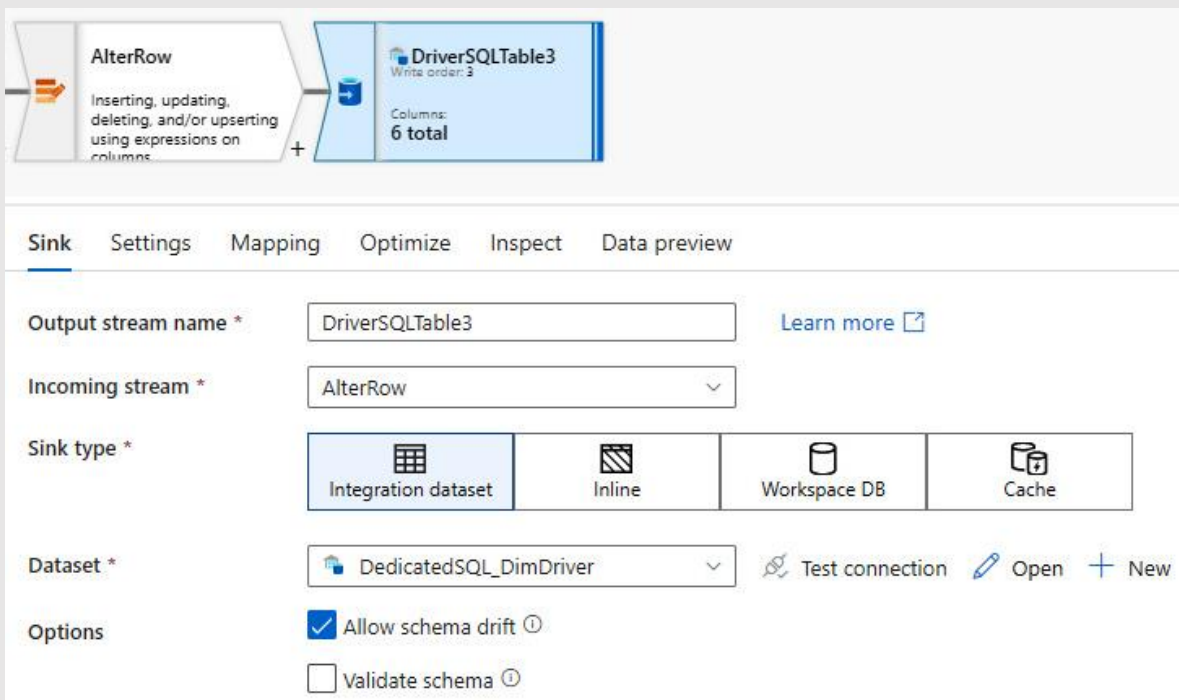 AlterRow
Inserting, updating,
deleting, and/or upserting
using expressions on
columns
+
DriverSQLTable3
Write order: 3
Columns:
6 total
Sink Settings Mapping Optimize Inspect Data preview
Output stream name * DriverSQLTable3 Learn more
Incoming stream * AlterRow
Sink type * Integration dataset Inline Workspace DB Cache
Dataset * DedicatedSQL_DimDriver Test connection Open + New
Options Allow schema drift
Validate schema